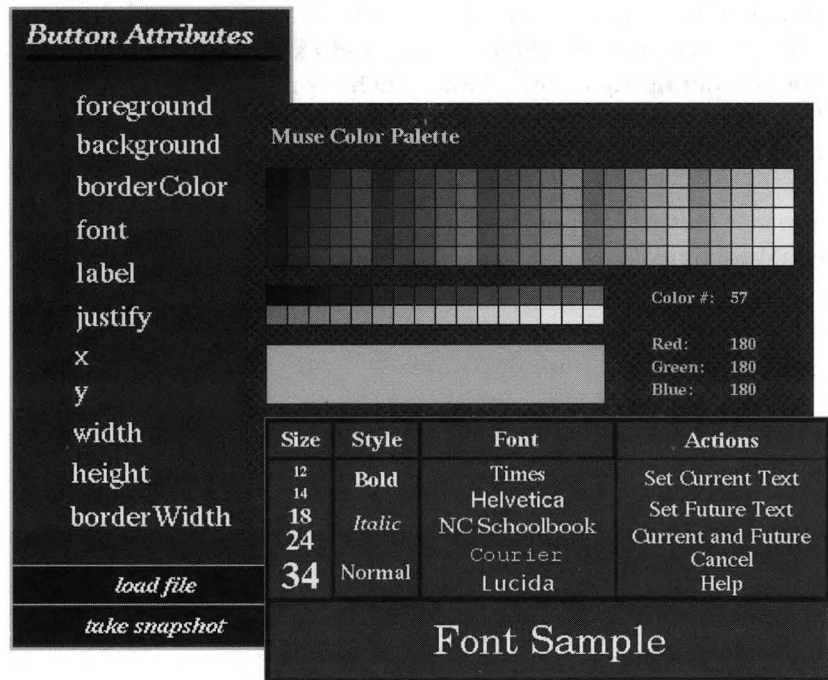 Button Attributes
foreground
background
borderColor
font
label
justify
x
y
width
height
borderWidth
load file
take snapshot
Muse Color Palette
Color #: 57
Red: 180
Green: 180
Blue: 180
Size Style Font Actions
12
14
18
24
34
Bold
Italic
Normal
Times
Helvetica
NC Schoolbook
Courier
Lucida
Set Current Text
Set Future Text
Current and Future
Cancel
Help
Font Sample